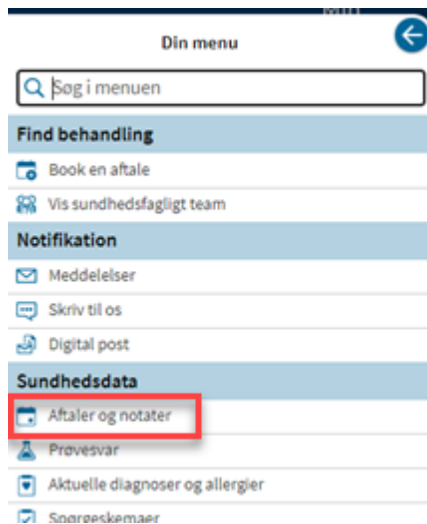 Din menu
Søg i menuen
Find behandling
Book en aftale
Vis sundhedsfagligt team
Notifikation
Meddelelser
Skriv til os
Digital post
Sundhedsdata
Aftaler og notater
Prøvesvar
Aktuelle diagnoser og allergier
Spørgeskemaer